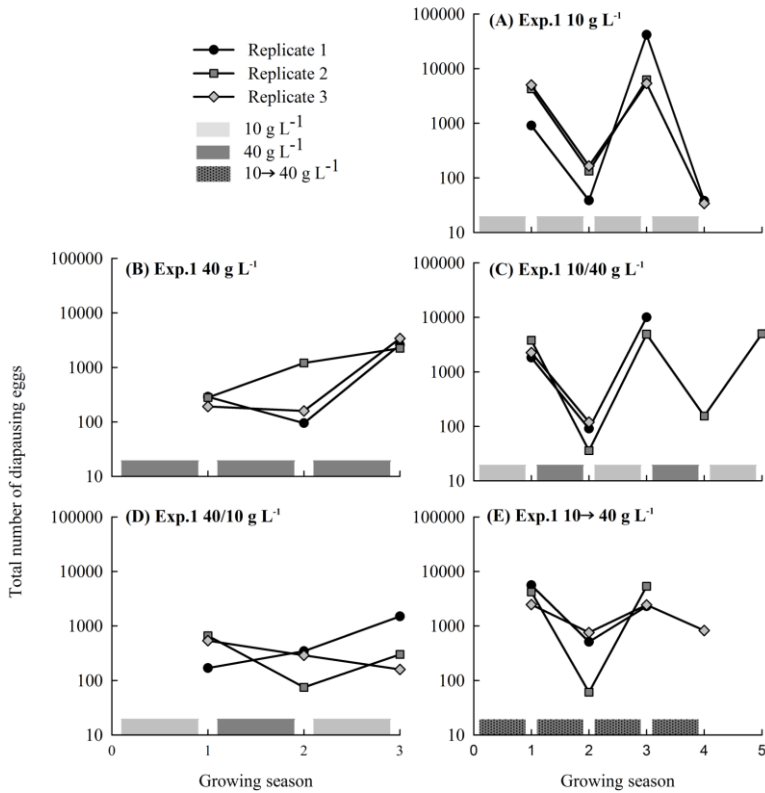 Replicate 1
Replicate 2
Replicate 3
10 g L-1
40 g L-1
10→ 40 g L-1
(A) Exp.1 10 g L-1
100000
10000
1000
100
10
(B) Exp.1 40 g L-1
100000
10000
1000
100
10
(C) Exp.1 10/40 g L-1
100000
10000
1000
100
10
Total number of diapausing eggs
(D) Exp.1 40/10 g L-1
100000
10000
1000
100
10
0 1 2 3
Growing season
(E) Exp.1 10→ 40 g L-1
100000
10000
1000
100
10
0 1 2 3 4 5
Growing season